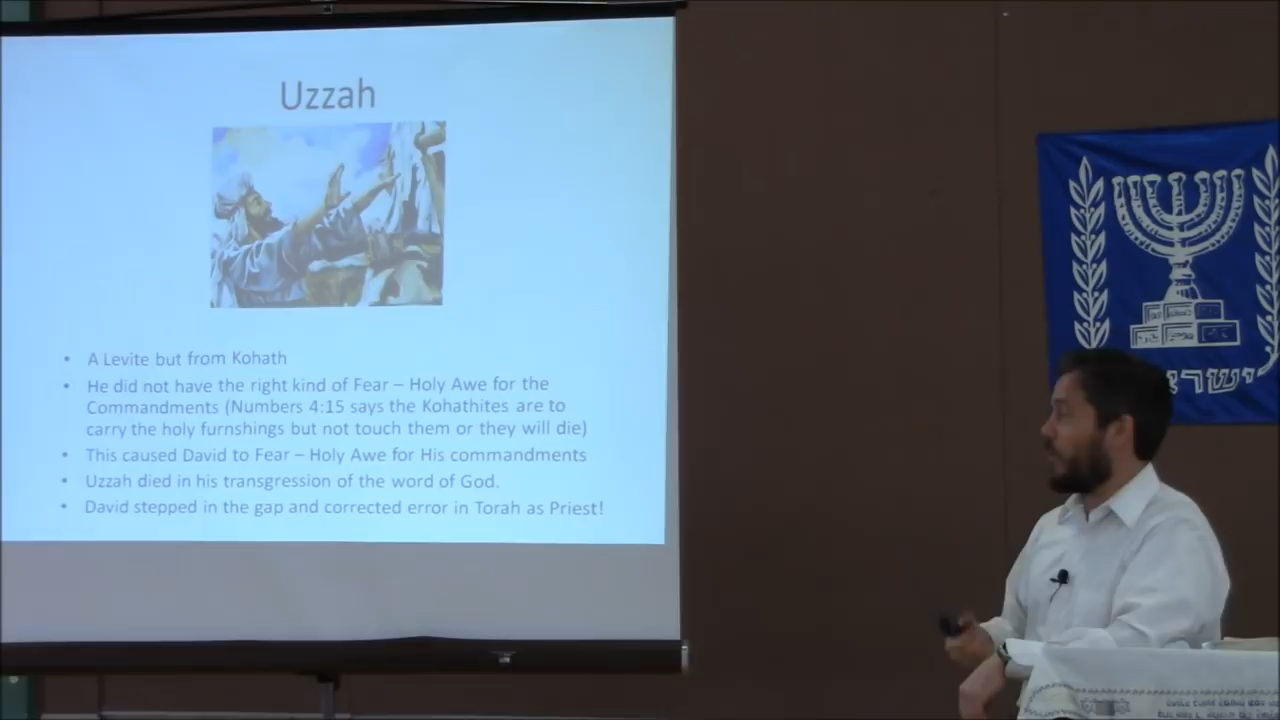 Uzzah
• A Levite but from Kohath
• He did not have the right kind of Fear – Holy Awe for the
Commandments (Numbers 4:15 says the Kohathites are to
carry the holy furnshings but not touch them or they will die)
• This caused David to Fear – Holy Awe for His commandments
• Uzzah died in his transgression of the word of God.
• David stepped in the gap and corrected error in Torah as Priest!
ישרא